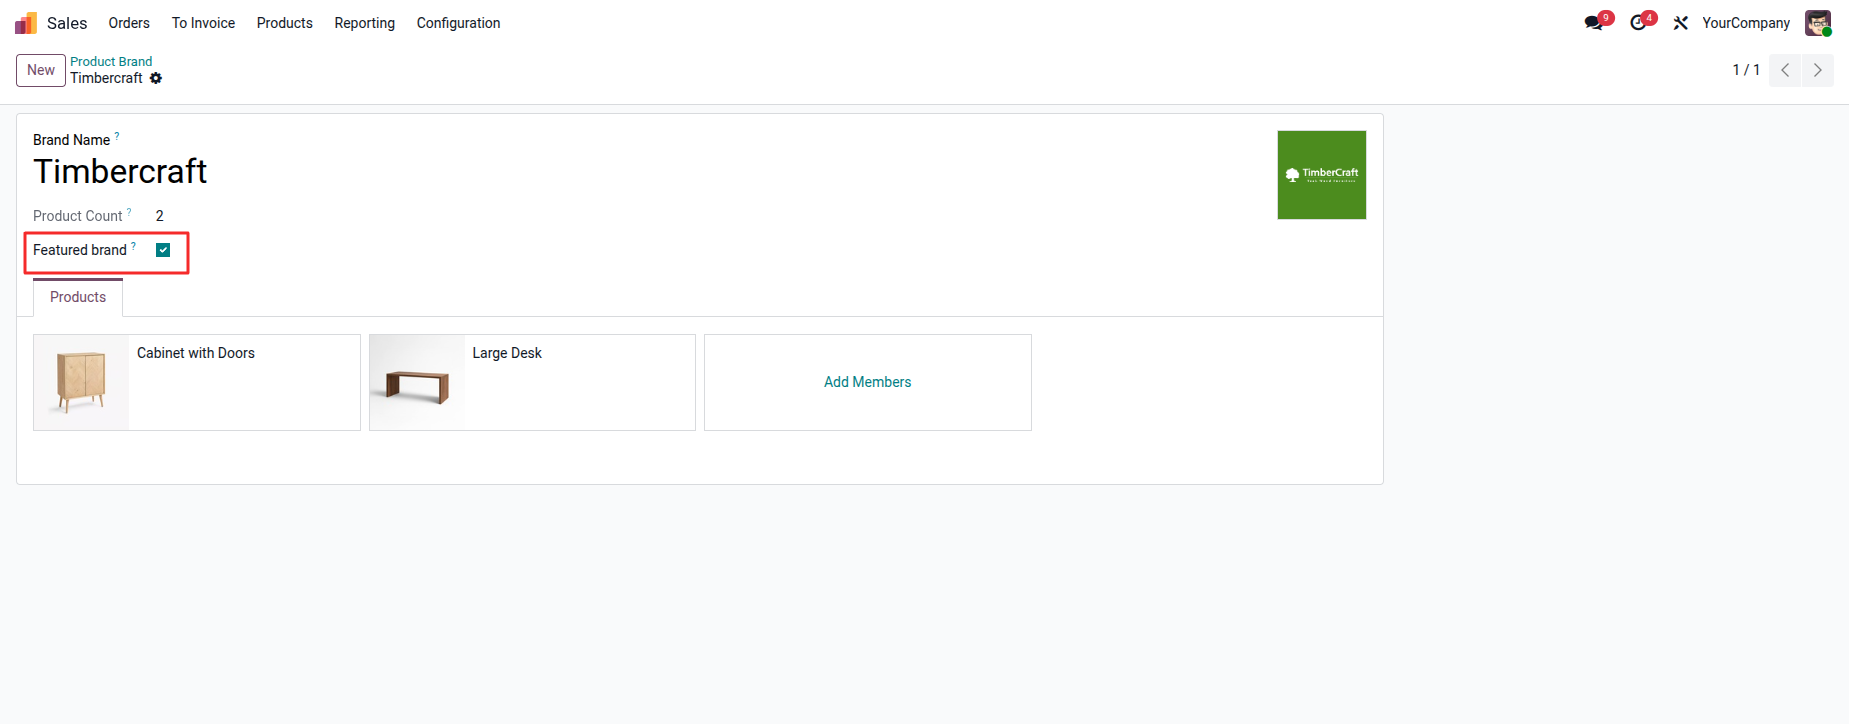 Sales Orders To Invoice Products Reporting Configuration 9 4 YourCompany
New Product Brand
Timbercraft
1 / 1
Brand Name ?
Timbercraft
TimberCraft
Product Count ? 2
Featured brand ?
Products
Cabinet with Doors
Large Desk
Add Members